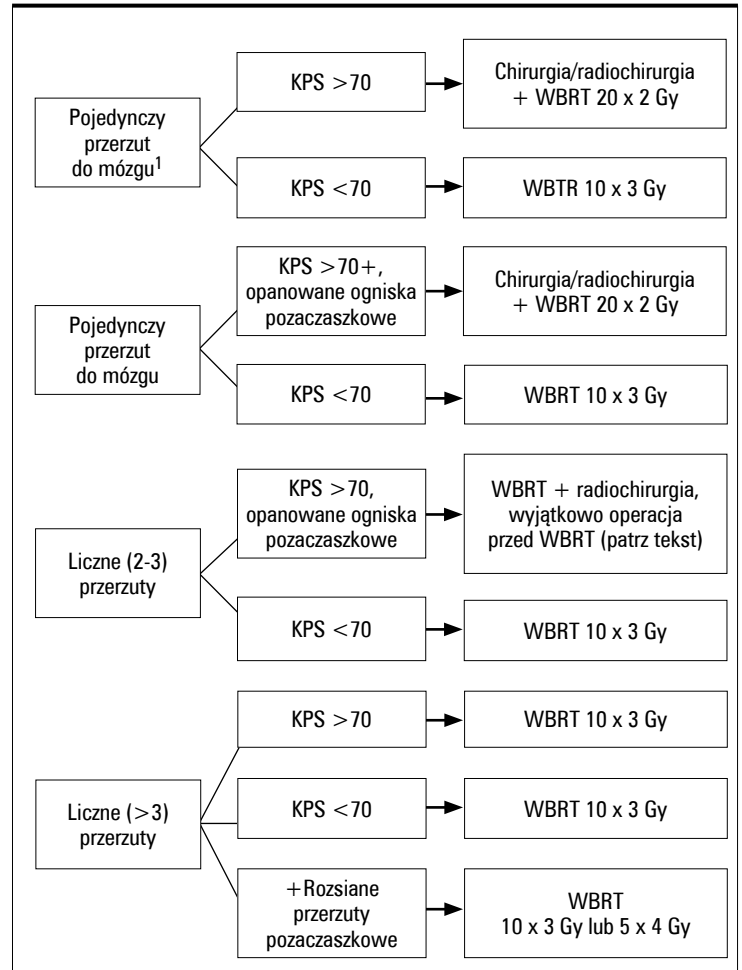 KPS >70
Chirurgia/radiochirurgia
+ WBRT 20 x 2 Gy
Pojedynczy
przerzut
do mózgu1
KPS <70
WBTR 10 x 3 Gy
KPS >70+,
opanowane ogniska
pozaczaszkowe
Chirurgia/radiochirurgia
+ WBRT 20 x 2 Gy
Pojedynczy
przerzut
do mózgu
KPS <70
WBRT 10 x 3 Gy
KPS >70,
opanowane ogniska
pozaczaszkowe
WBRT + radiochirurgia,
wyjątkowo operacja
przed WBRT (patrz tekst)
Liczne (2-3)
przerzuty
KPS <70
WBRT 10 x 3 Gy
KPS >70
WBRT 10 x 3 Gy
Liczne (>3)
przerzuty
KPS <70
WBRT 10 x 3 Gy
+Rozsiane
przerzuty
pozaczaszkowe
WBRT
10 x 3 Gy lub 5 x 4 Gy